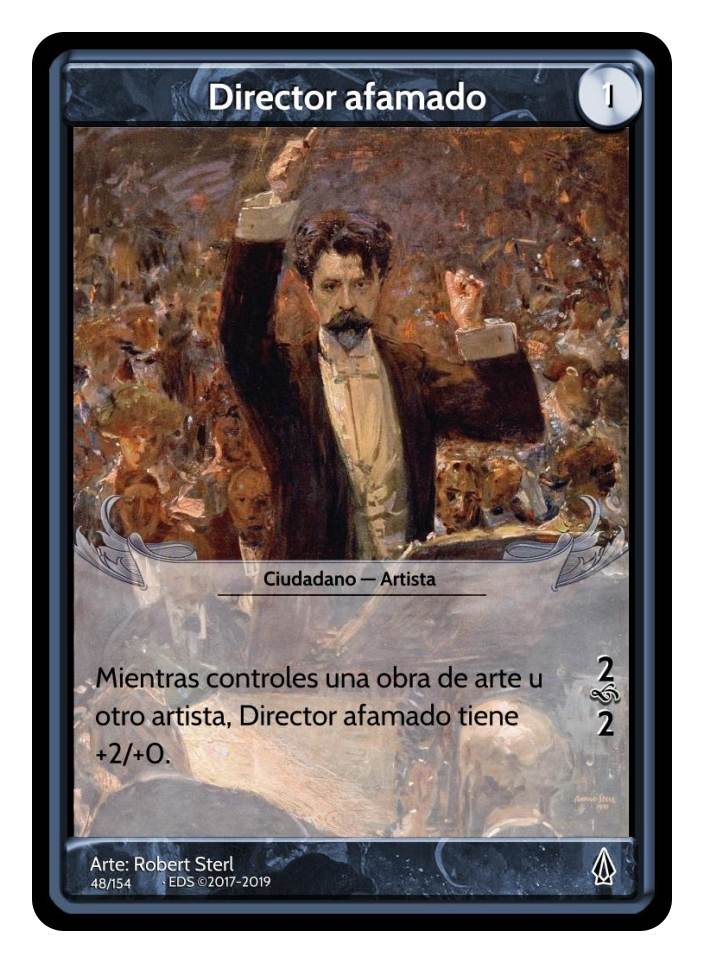 Director afamado
1
Ciudadano — Artista
Mientras controles una obra de arte u
otro artista, Director afamado tiene
+2/+0.
2
2
Arte: Robert Sterl
48/154 · EDS ©2017-2019